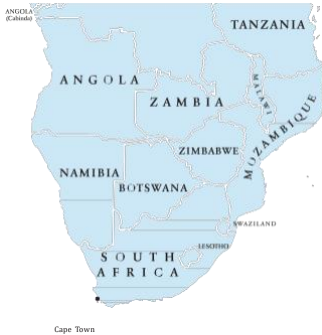 ANGOLA
(Cabinda)
TANZANIA
ANGOLA
MALAWI
ZAMBIA
MOZAMBIQUE
ZIMBABWE
NAMIBIA
BOTSWANA
SWAZILAND
LESOTHO
SOUTH
AFRICA
Cape Town